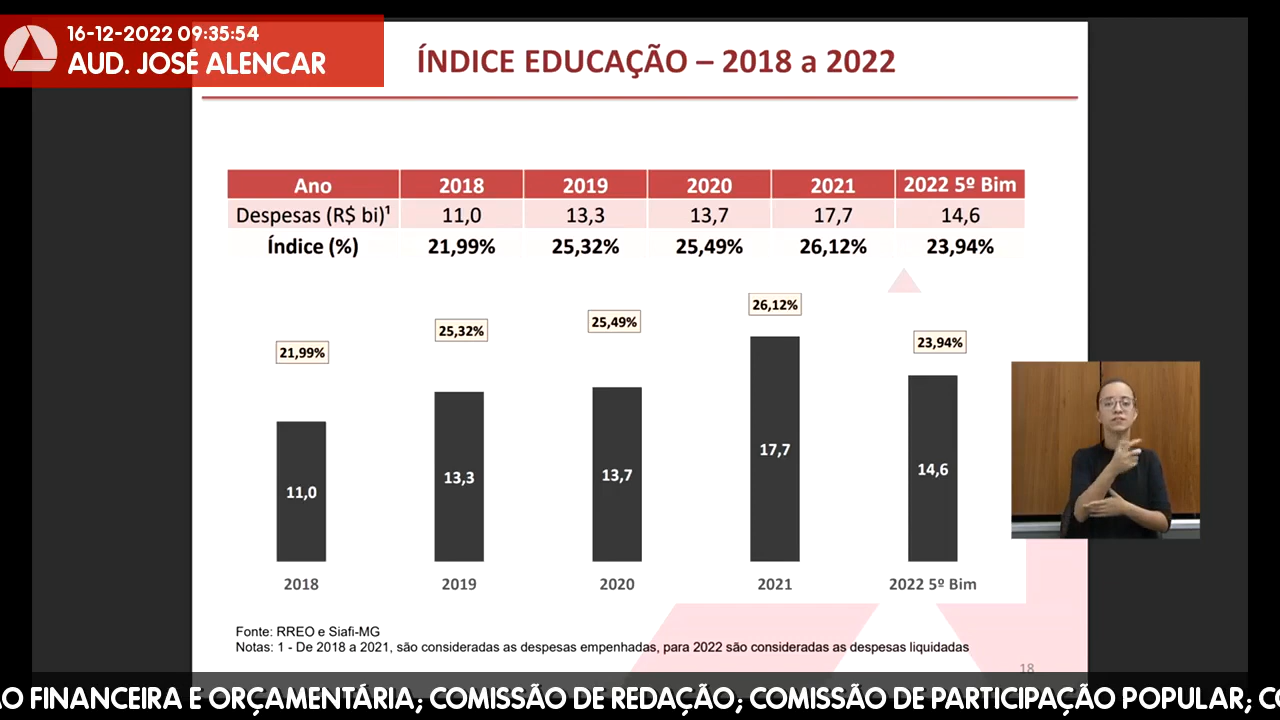 16-12-2022 09:35:54
AUD. JOSÉ ALENCAR
ÍNDICE EDUCAÇÃO – 2018 a 2022
Ano 2018 2019 2020 2021 2022 5º Bim
Despesas (R$ bi)¹ 11,0 13,3 13,7 17,7 14,6
Índice (%) 21,99% 25,32% 25,49% 26,12% 23,94%
21,99% 25,32% 25,49% 26,12% 23,94%
11,0 13,3 13,7 17,7 14,6
2018 2019 2020 2021 2022 5º Bim
Fonte: RREO e Siafi-MG
Notas: 1 - De 2018 a 2021, são consideradas as despesas empenhadas, para 2022 são consideradas as despesas liquidadas
18
O FINANCEIRA E ORÇAMENTÁRIA; COMISSÃO DE REDAÇÃO; COMISSÃO DE PARTICIPAÇÃO POPULAR; CO